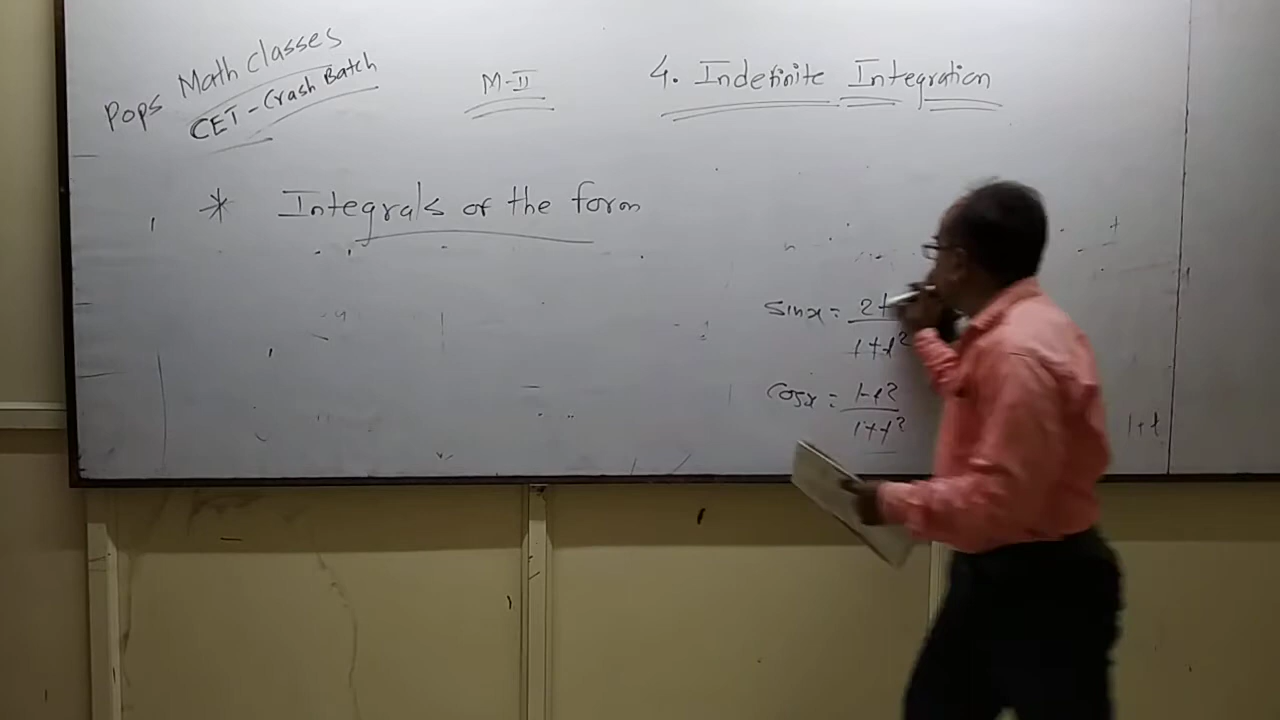 Pops Math Classes
CET - Crash Batch
M-II
4. Indefinite Integration
* Integrals of the form
sinx = 2t
1+t²
cosx = 1-t²
1+t²
1+t